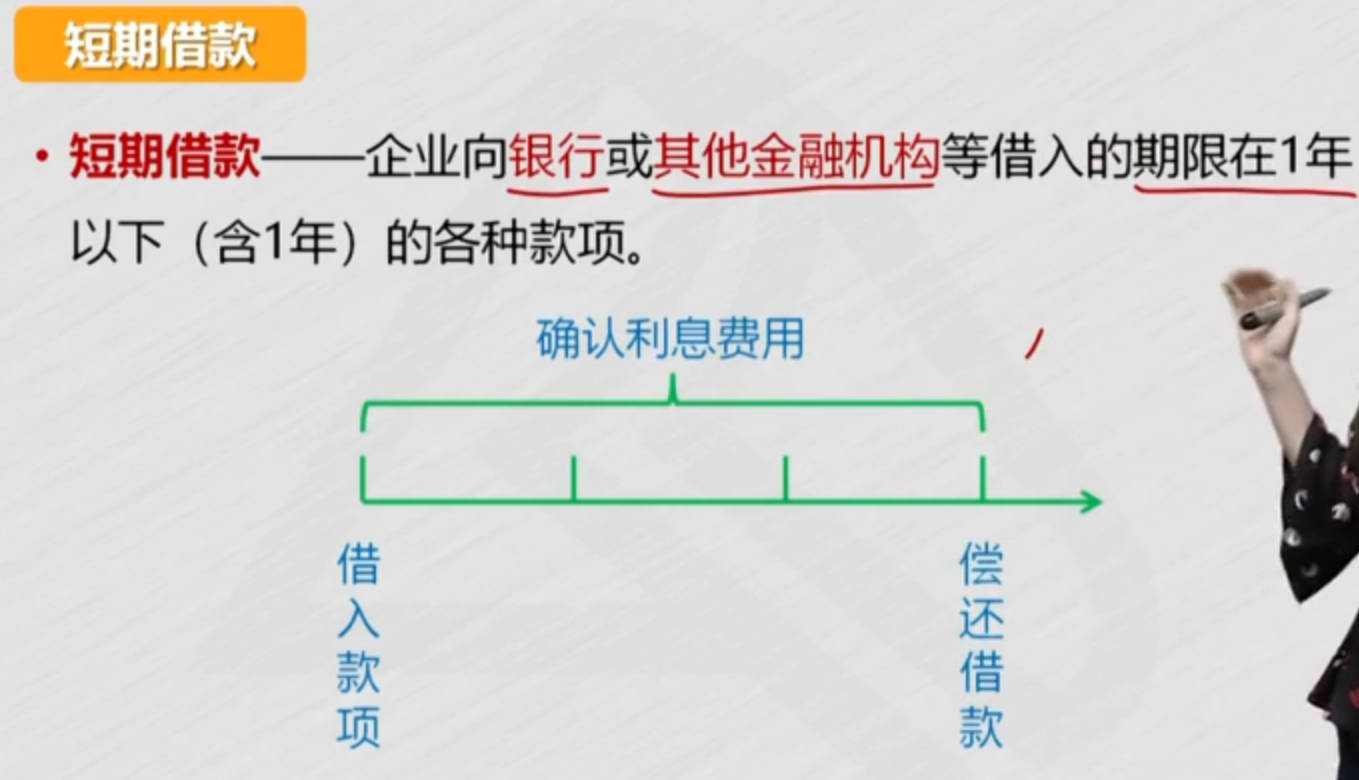 短期借款
• 短期借款——企业向银行或其他金融机构等借入的期限在1年
以下（含1年）的各种款项。
确认利息费用
借入款项
偿还借款